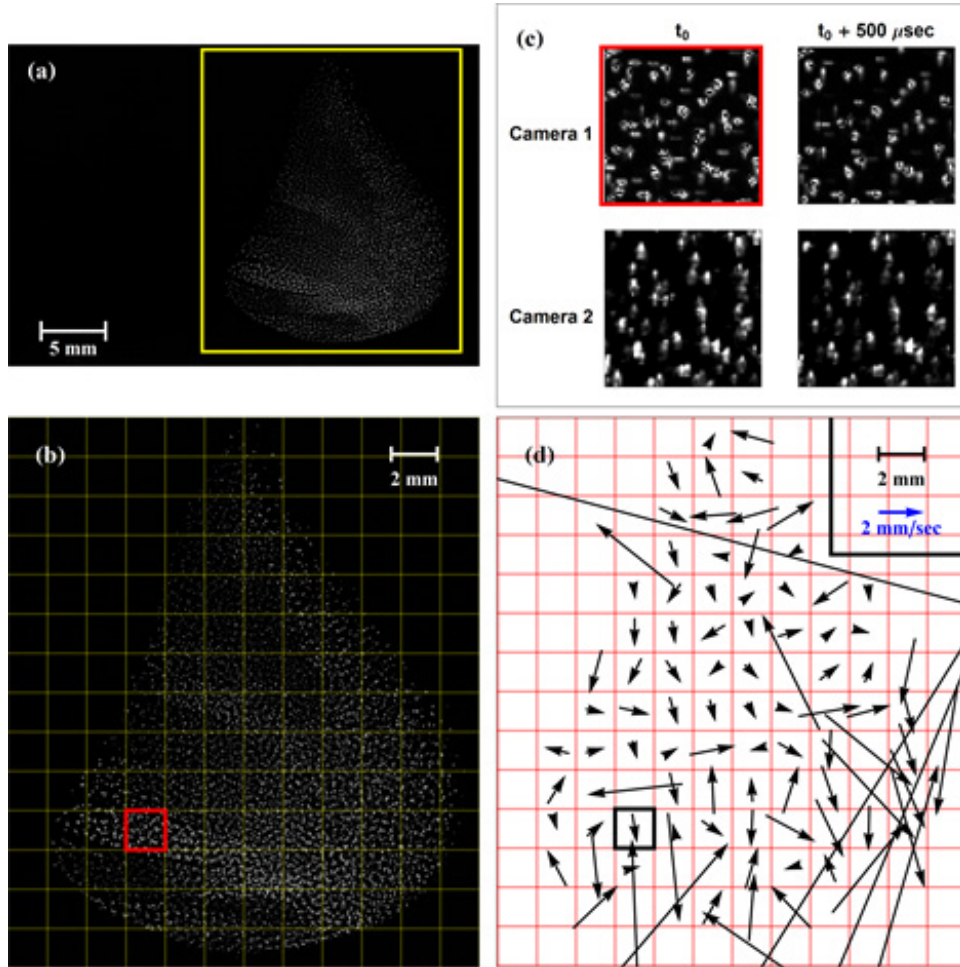 (a)
5 mm
(c)
t0
t0 + 500 μsec
Camera 1
Camera 2
(b)
2 mm
(d)
2 mm
2 mm/sec